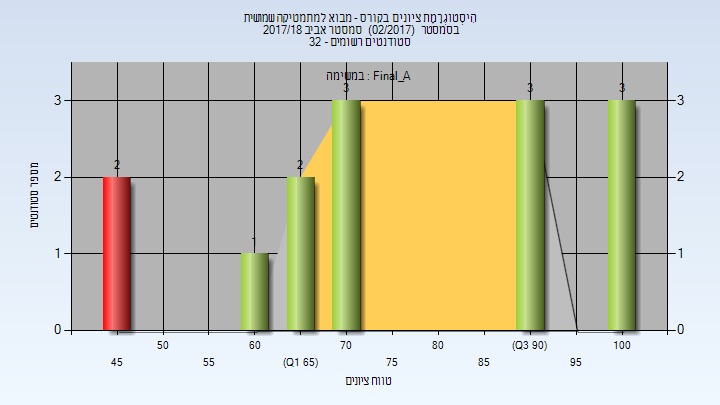 היסטוגרמת ציונים בקורס - מבוא למתמטיקה שמושית
בסמסטר (02/2017) סמסטר אביב 2017/18
סטודנטים רשומים - 32
במשימה : Final_A
מספר סטודנטים
3 3
2 2
1 1
0 0
2 1 2 3 3 3
50 60 70 80 (Q3 90) 100
45 55 (Q1 65) 75 85 95
טווח ציונים